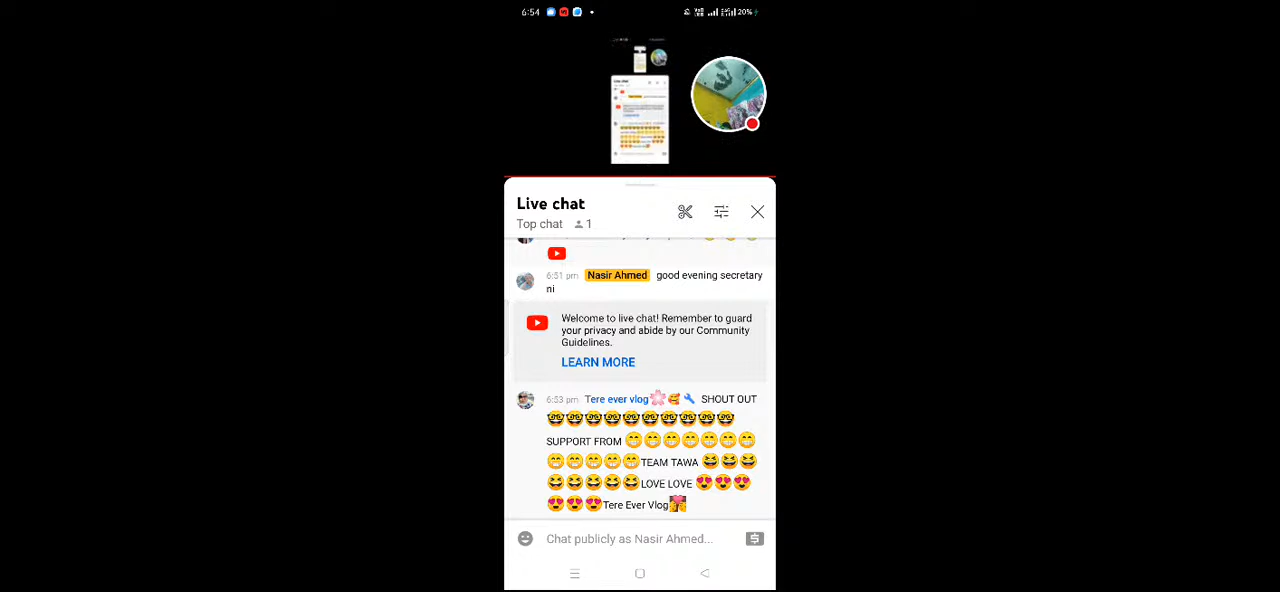 6:54 20%
Live chat
Top chat 1
6:51 pm Nasir Ahmed good evening secretary
ni
Welcome to live chat! Remember to guard
your privacy and abide by our Community
Guidelines.
LEARN MORE
6:53 pm Tere ever vlog🌸🥰🔧 SHOUT OUT
🤓🤓🤓🤓🤓🤓🤓🤓🤓🤓
SUPPORT FROM 😁😁😁😁😁😁😁
😁😁😁😁😁TEAM TAWA 😆😆😆
😆😆😆😆😆LOVE LOVE 😍😍😍
😍😍😍Tere Ever Vlog
Chat publicly as Nasir Ahmed...